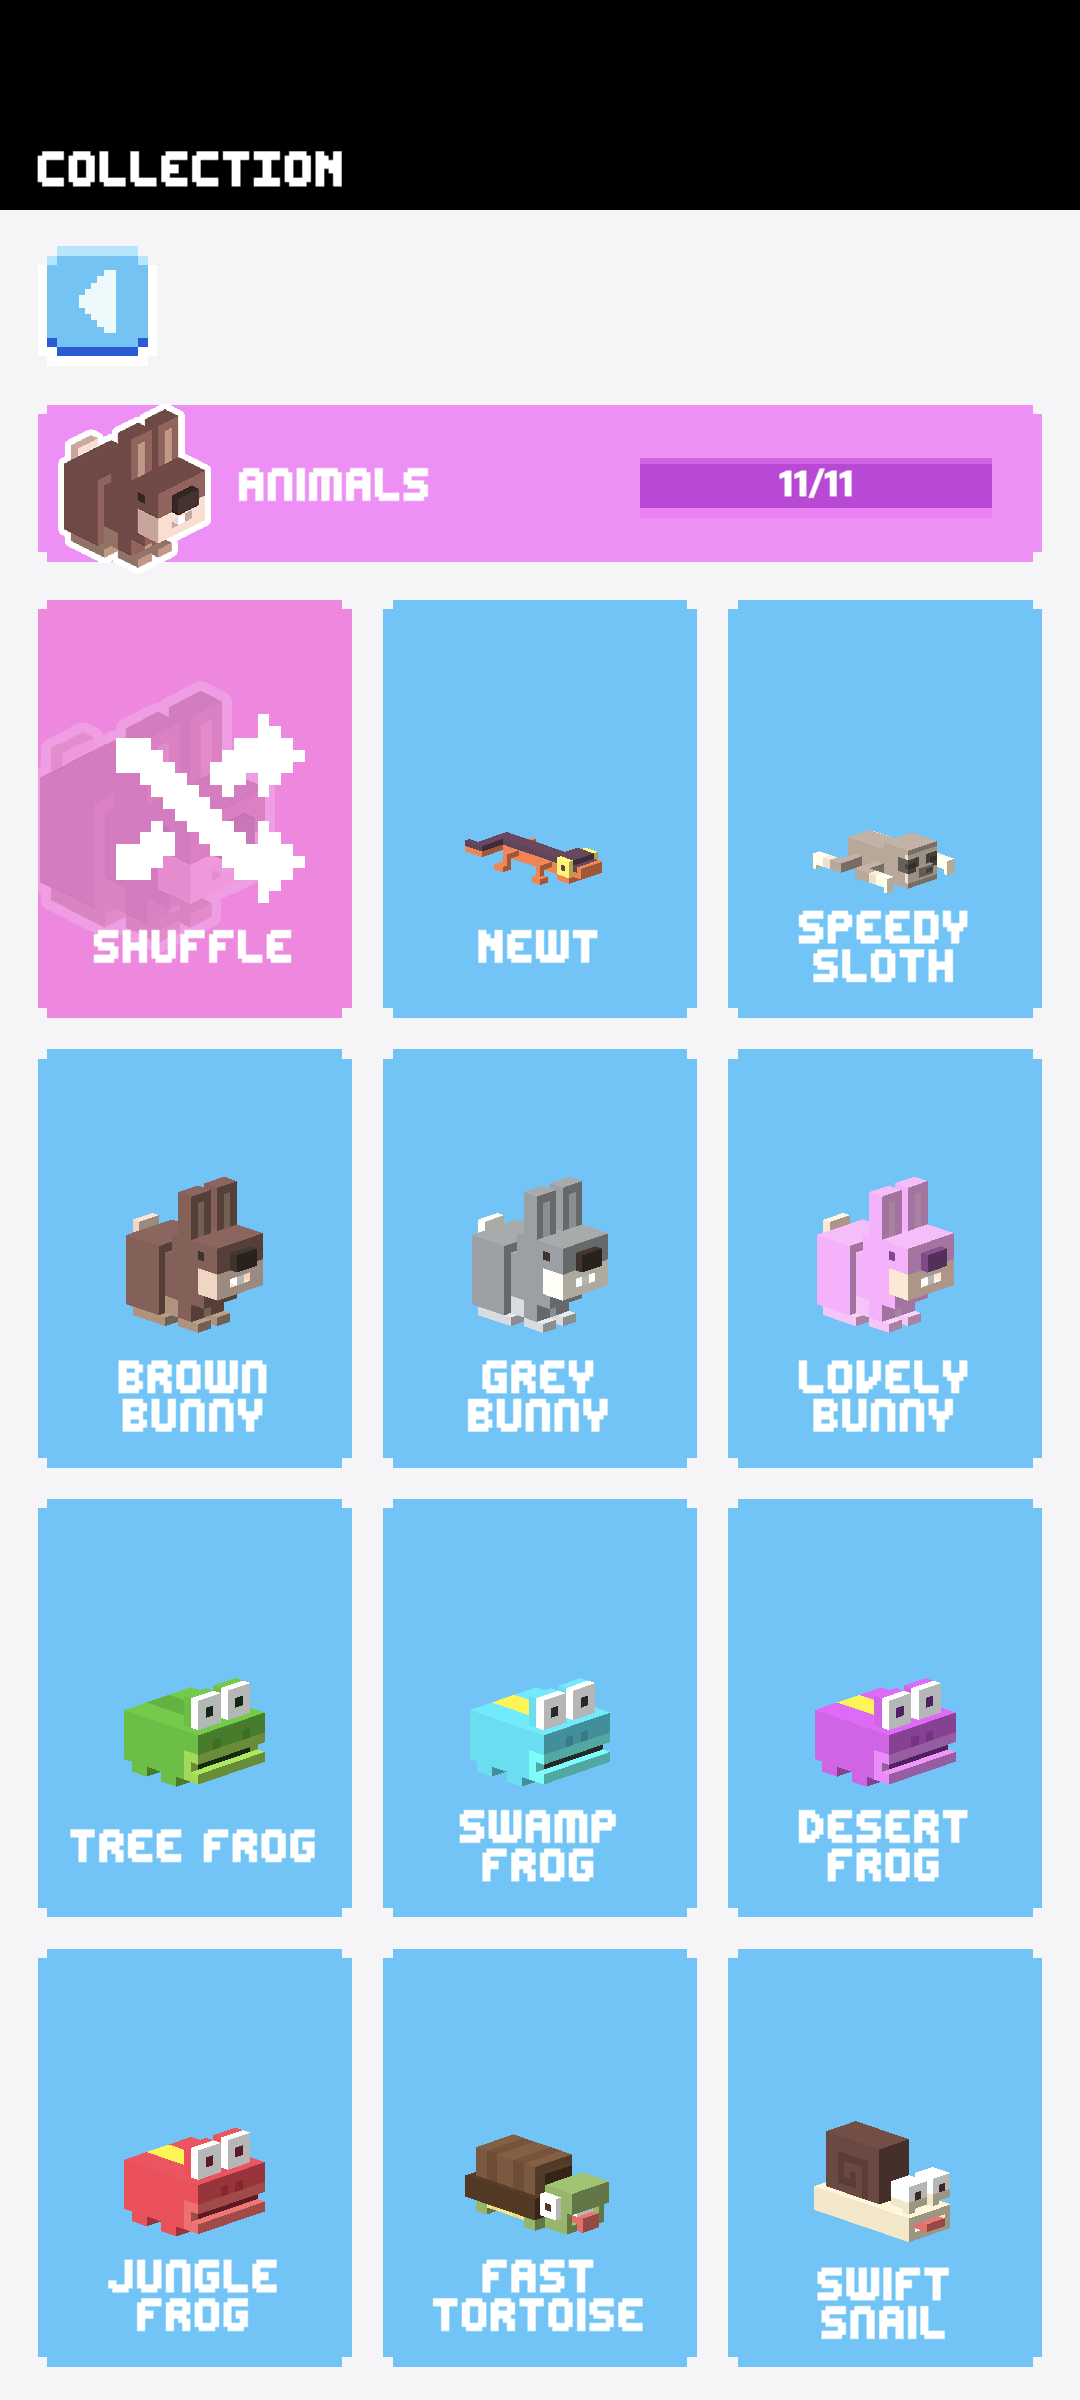 COLLECTION
ANIMALS
11/11
SHUFFLE
NEWT
SPEEDY
SLOTH
BROWN
BUNNY
GREY
BUNNY
LOVELY
BUNNY
TREE FROG
SWAMP
FROG
DESERT
FROG
JUNGLE
FROG
FAST
TORTOISE
SWIFT
SNAIL